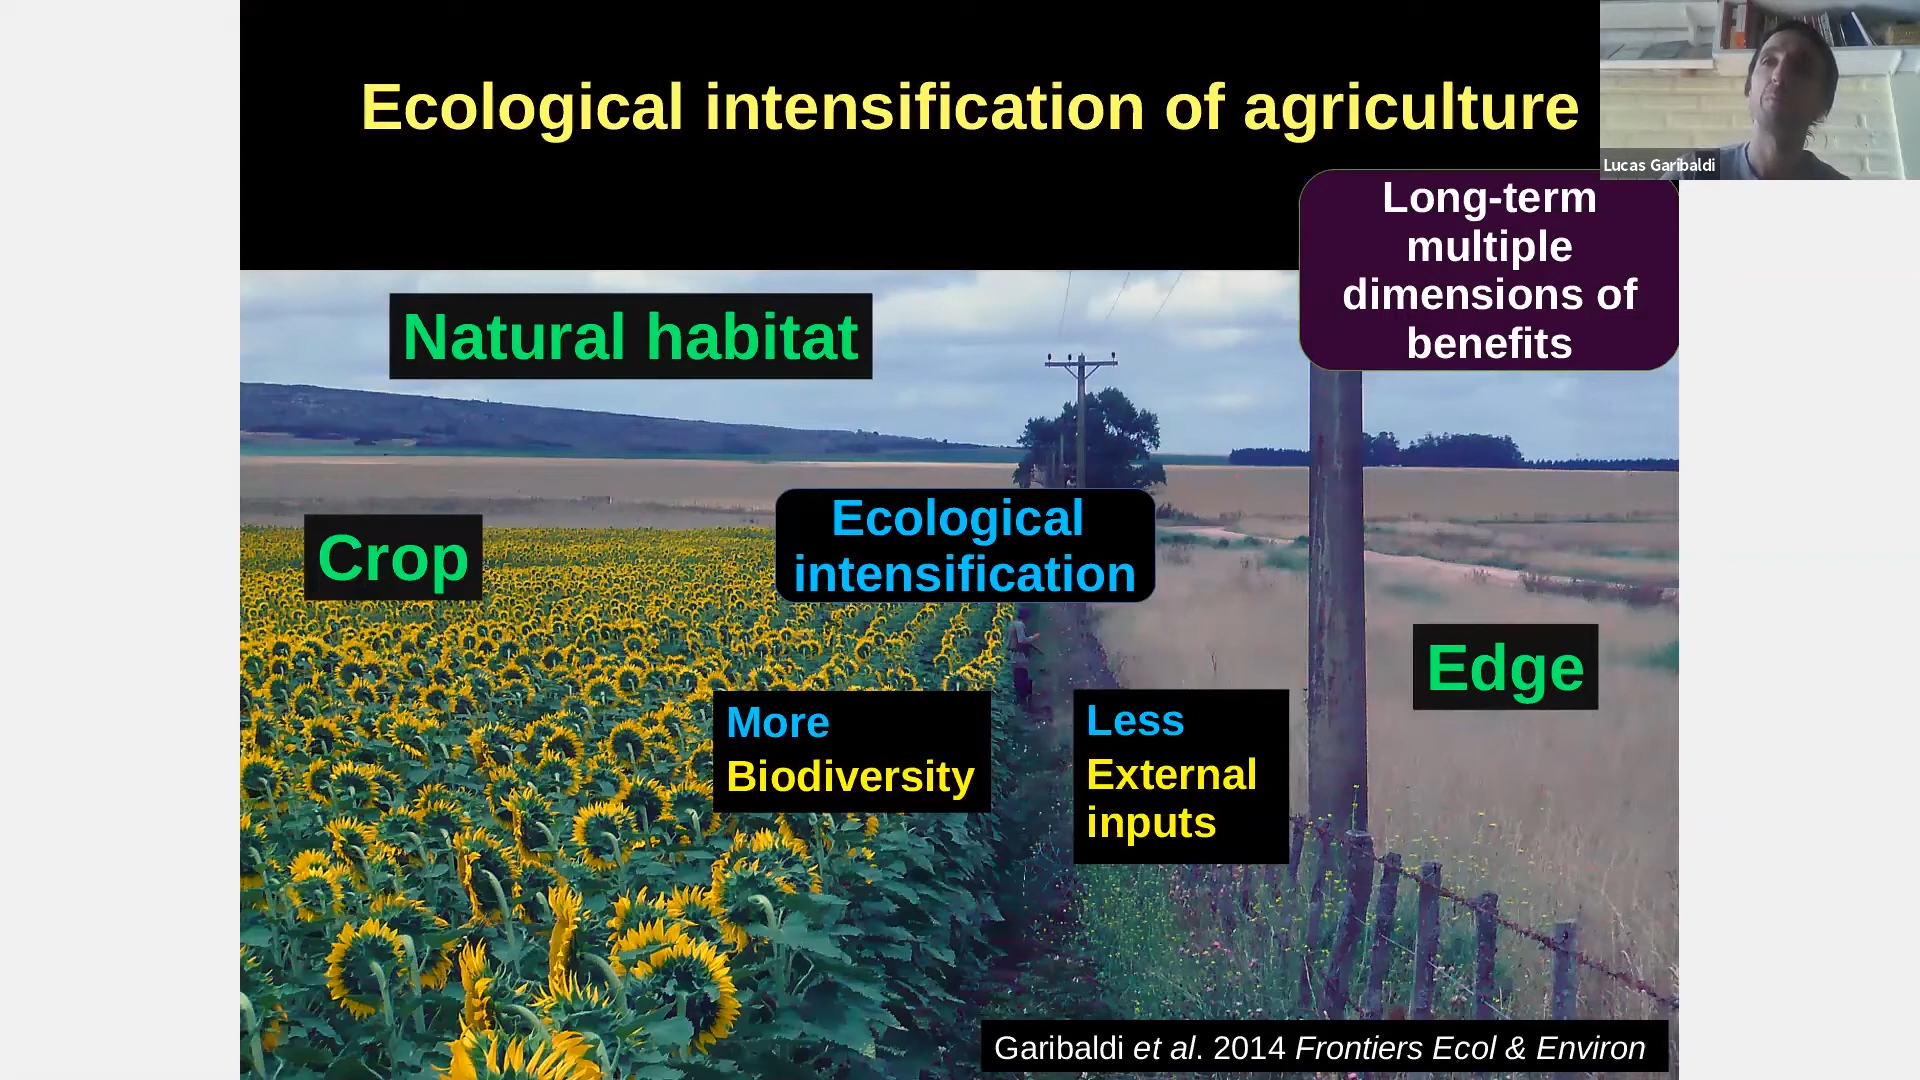 Ecological intensification of agriculture
Lucas Garibaldi
Long-term
multiple
dimensions of
benefits
Natural habitat
Ecological
intensification
Crop
Edge
More
Biodiversity
Less
External
inputs
Garibaldi et al. 2014 Frontiers Ecol & Environ